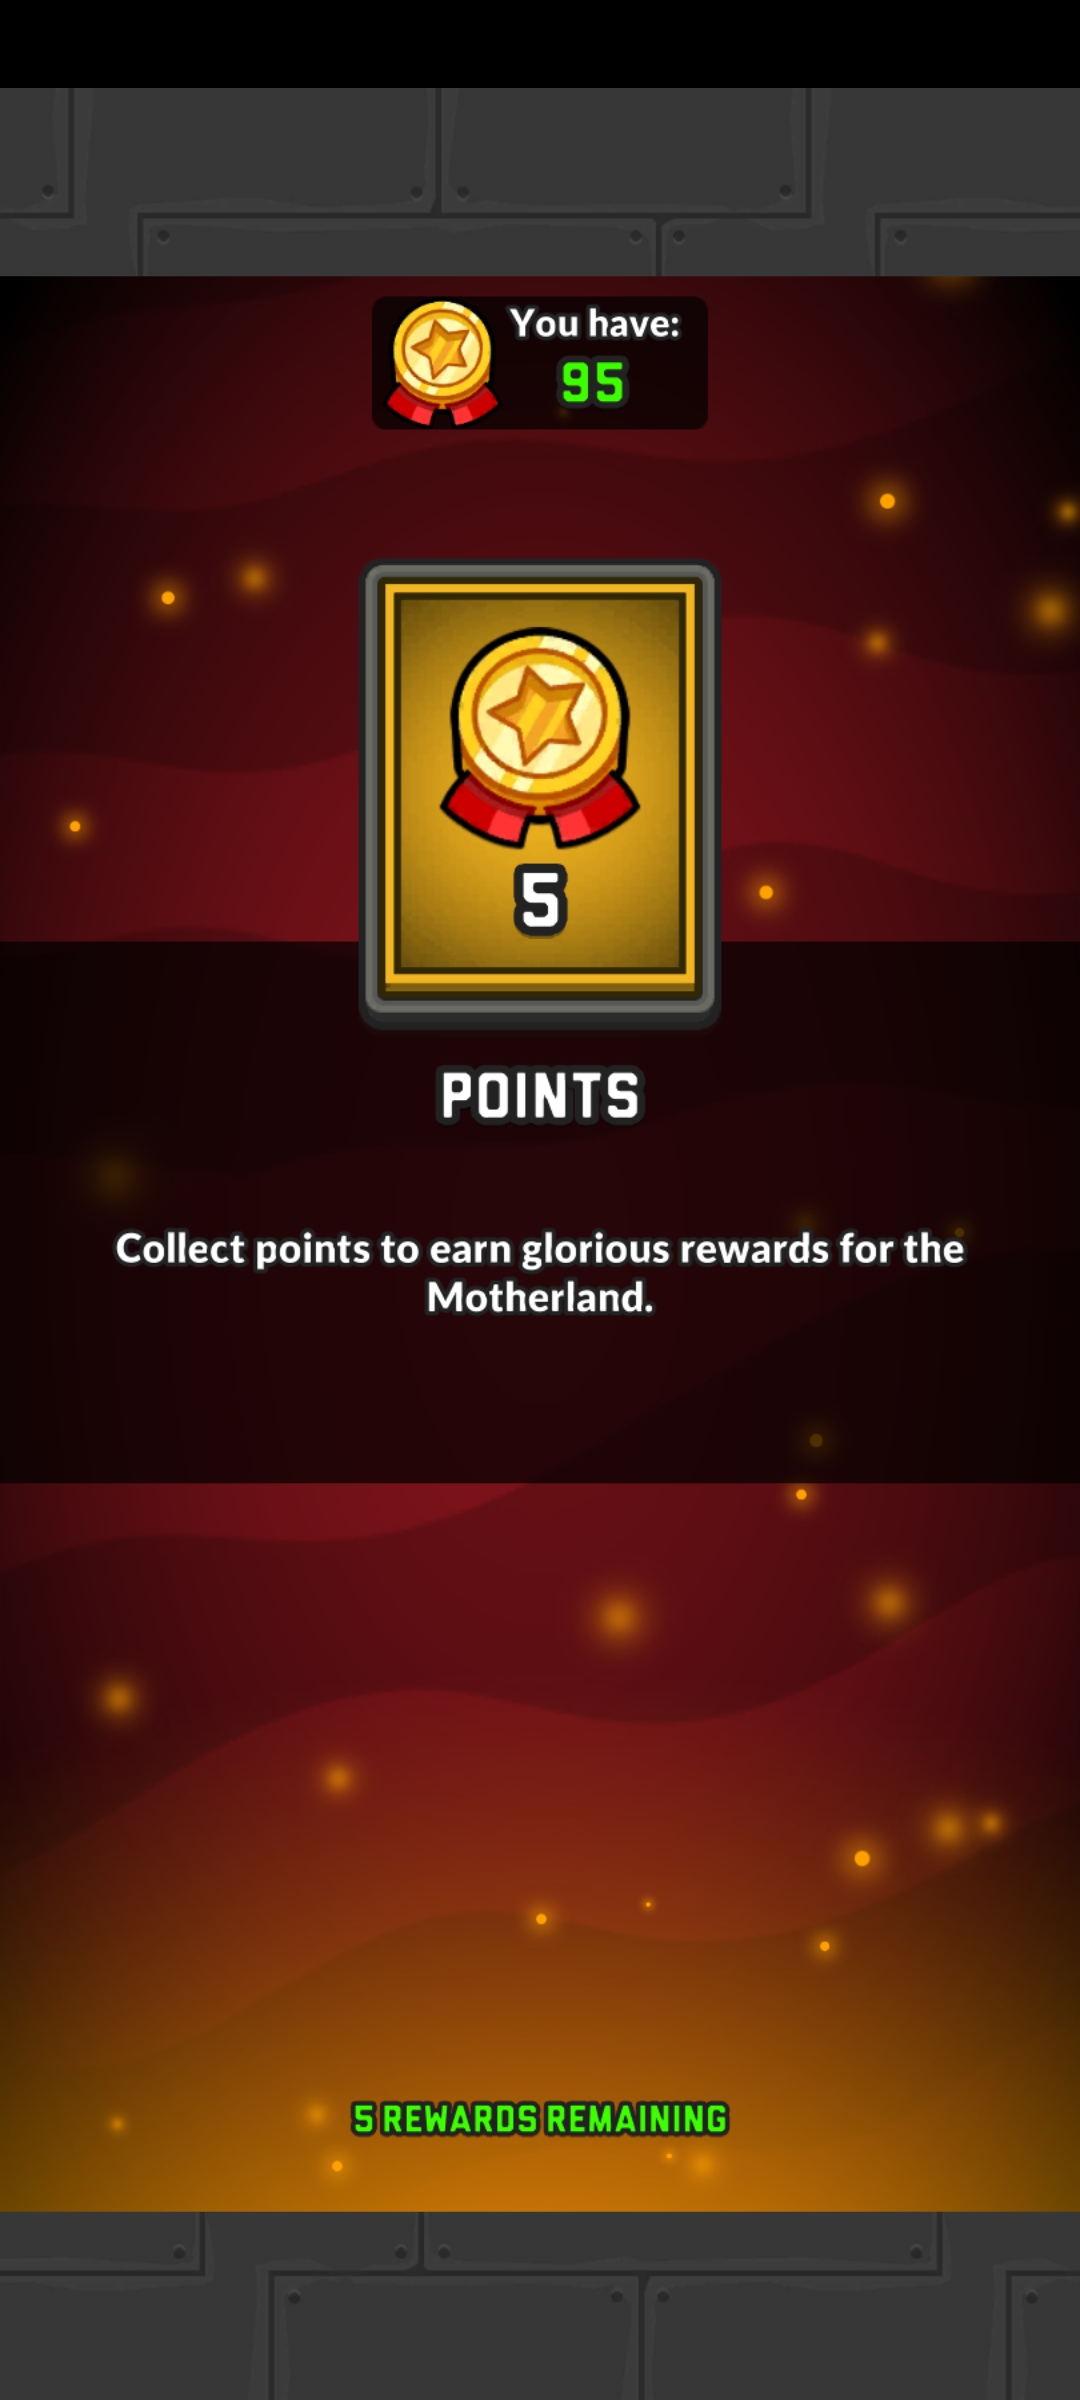 You have:
95
5
POINTS
Collect points to earn glorious rewards for the
Motherland.
5 REWARDS REMAINING